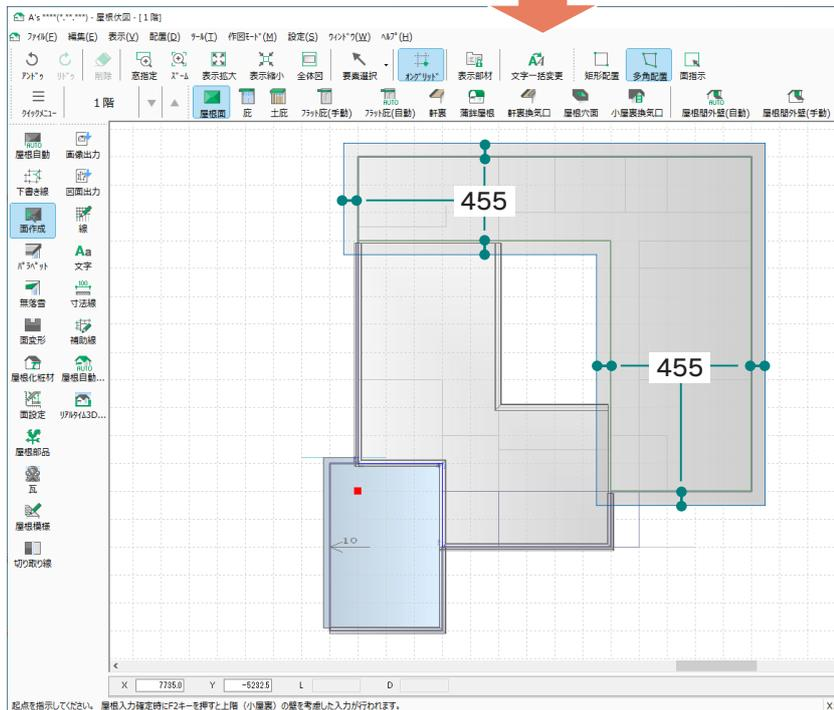 A's ****(*.**.***) - 屋根伏図 - [１階]
ファイル(F) 編集(E) 表示(V) 配置(D) ツール(T) 作図モード(M) 設定(S) ウィンドウ(W) ヘルプ(H)
アンドゥ リドゥ 削除 窓指定 ズーム 表示拡大 表示縮小 全体図 要素選択 オングリッド 表示部材 文字一括変更 矩形配置 多角配置 面指示
クイックメニュー １階 屋根面 庇 土庇 フラット庇(手動) フラット庇(自動) 軒裏 蒲鉾屋根 軒裏換気口 屋根穴面 小屋裏換気口 屋根間外壁(自動) 屋根間外壁(手動)
屋根自動 画像出力
下書き線 図面出力
面作成 線
パラペット 文字
無落雪 寸法線
面変形 補助線
屋根化粧材 屋根自動...
面設定 リアルタイム3D...
屋根部品
瓦
屋根模様
切り取り線
455
455
10
X 7735.0 Y -5232.5 L D
起点を指示してください。 屋根入力確定時にF2キーを押すと上階（小屋裏）の壁を考慮した入力が行われます。 X